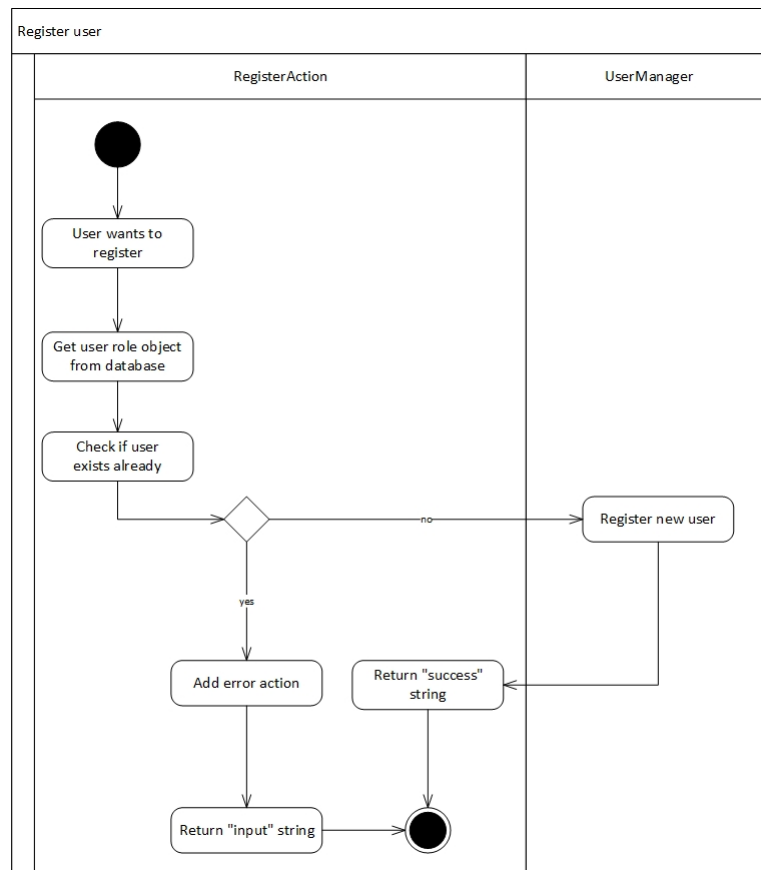 Register user
RegisterAction
UserManager
User wants to
register
Get user role object
from database
Check if user
exists already
no
Register new user
yes
Add error action
Return "success"
string
Return "input" string